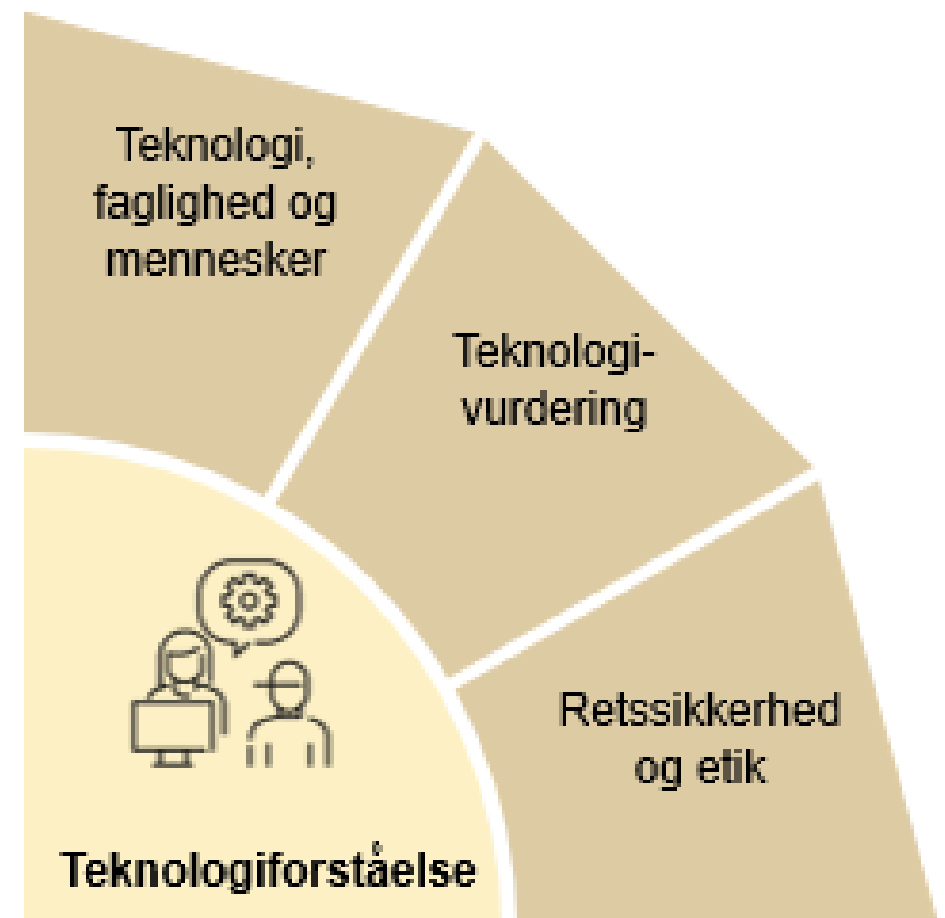 Teknologi,
faglighed og
mennesker
Teknologi-
vurdering
Retssikkerhed
og etik
Teknologiforståelse